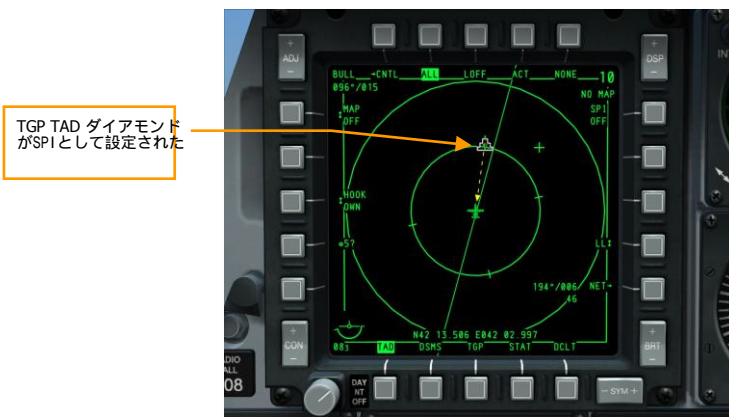 TGP TAD ダイアモンド
がSPIとして設定された
ADJ
DSP
BULL →CNTL ALL LOFF ACT NONE 10
096°/015
NO MAP
MAP
OFF
SPI
OFF
HOOK
OWN
57
LL
194°/006 NET→
46
N42 13.506 E042 02.997
TAD DSMS TGP STAT DCLT
CON
BRT
DAY
NT
OFF
- SYM +
08